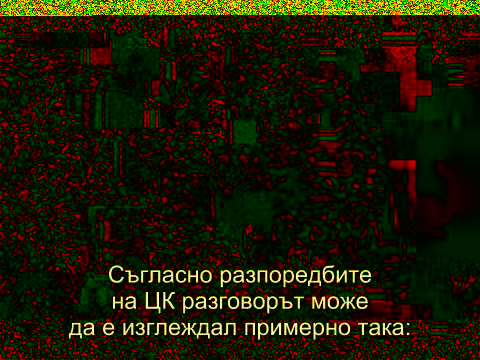 Съгласно разпоредбите
на ЦК разговорът може
да е изглеждал примерно така: